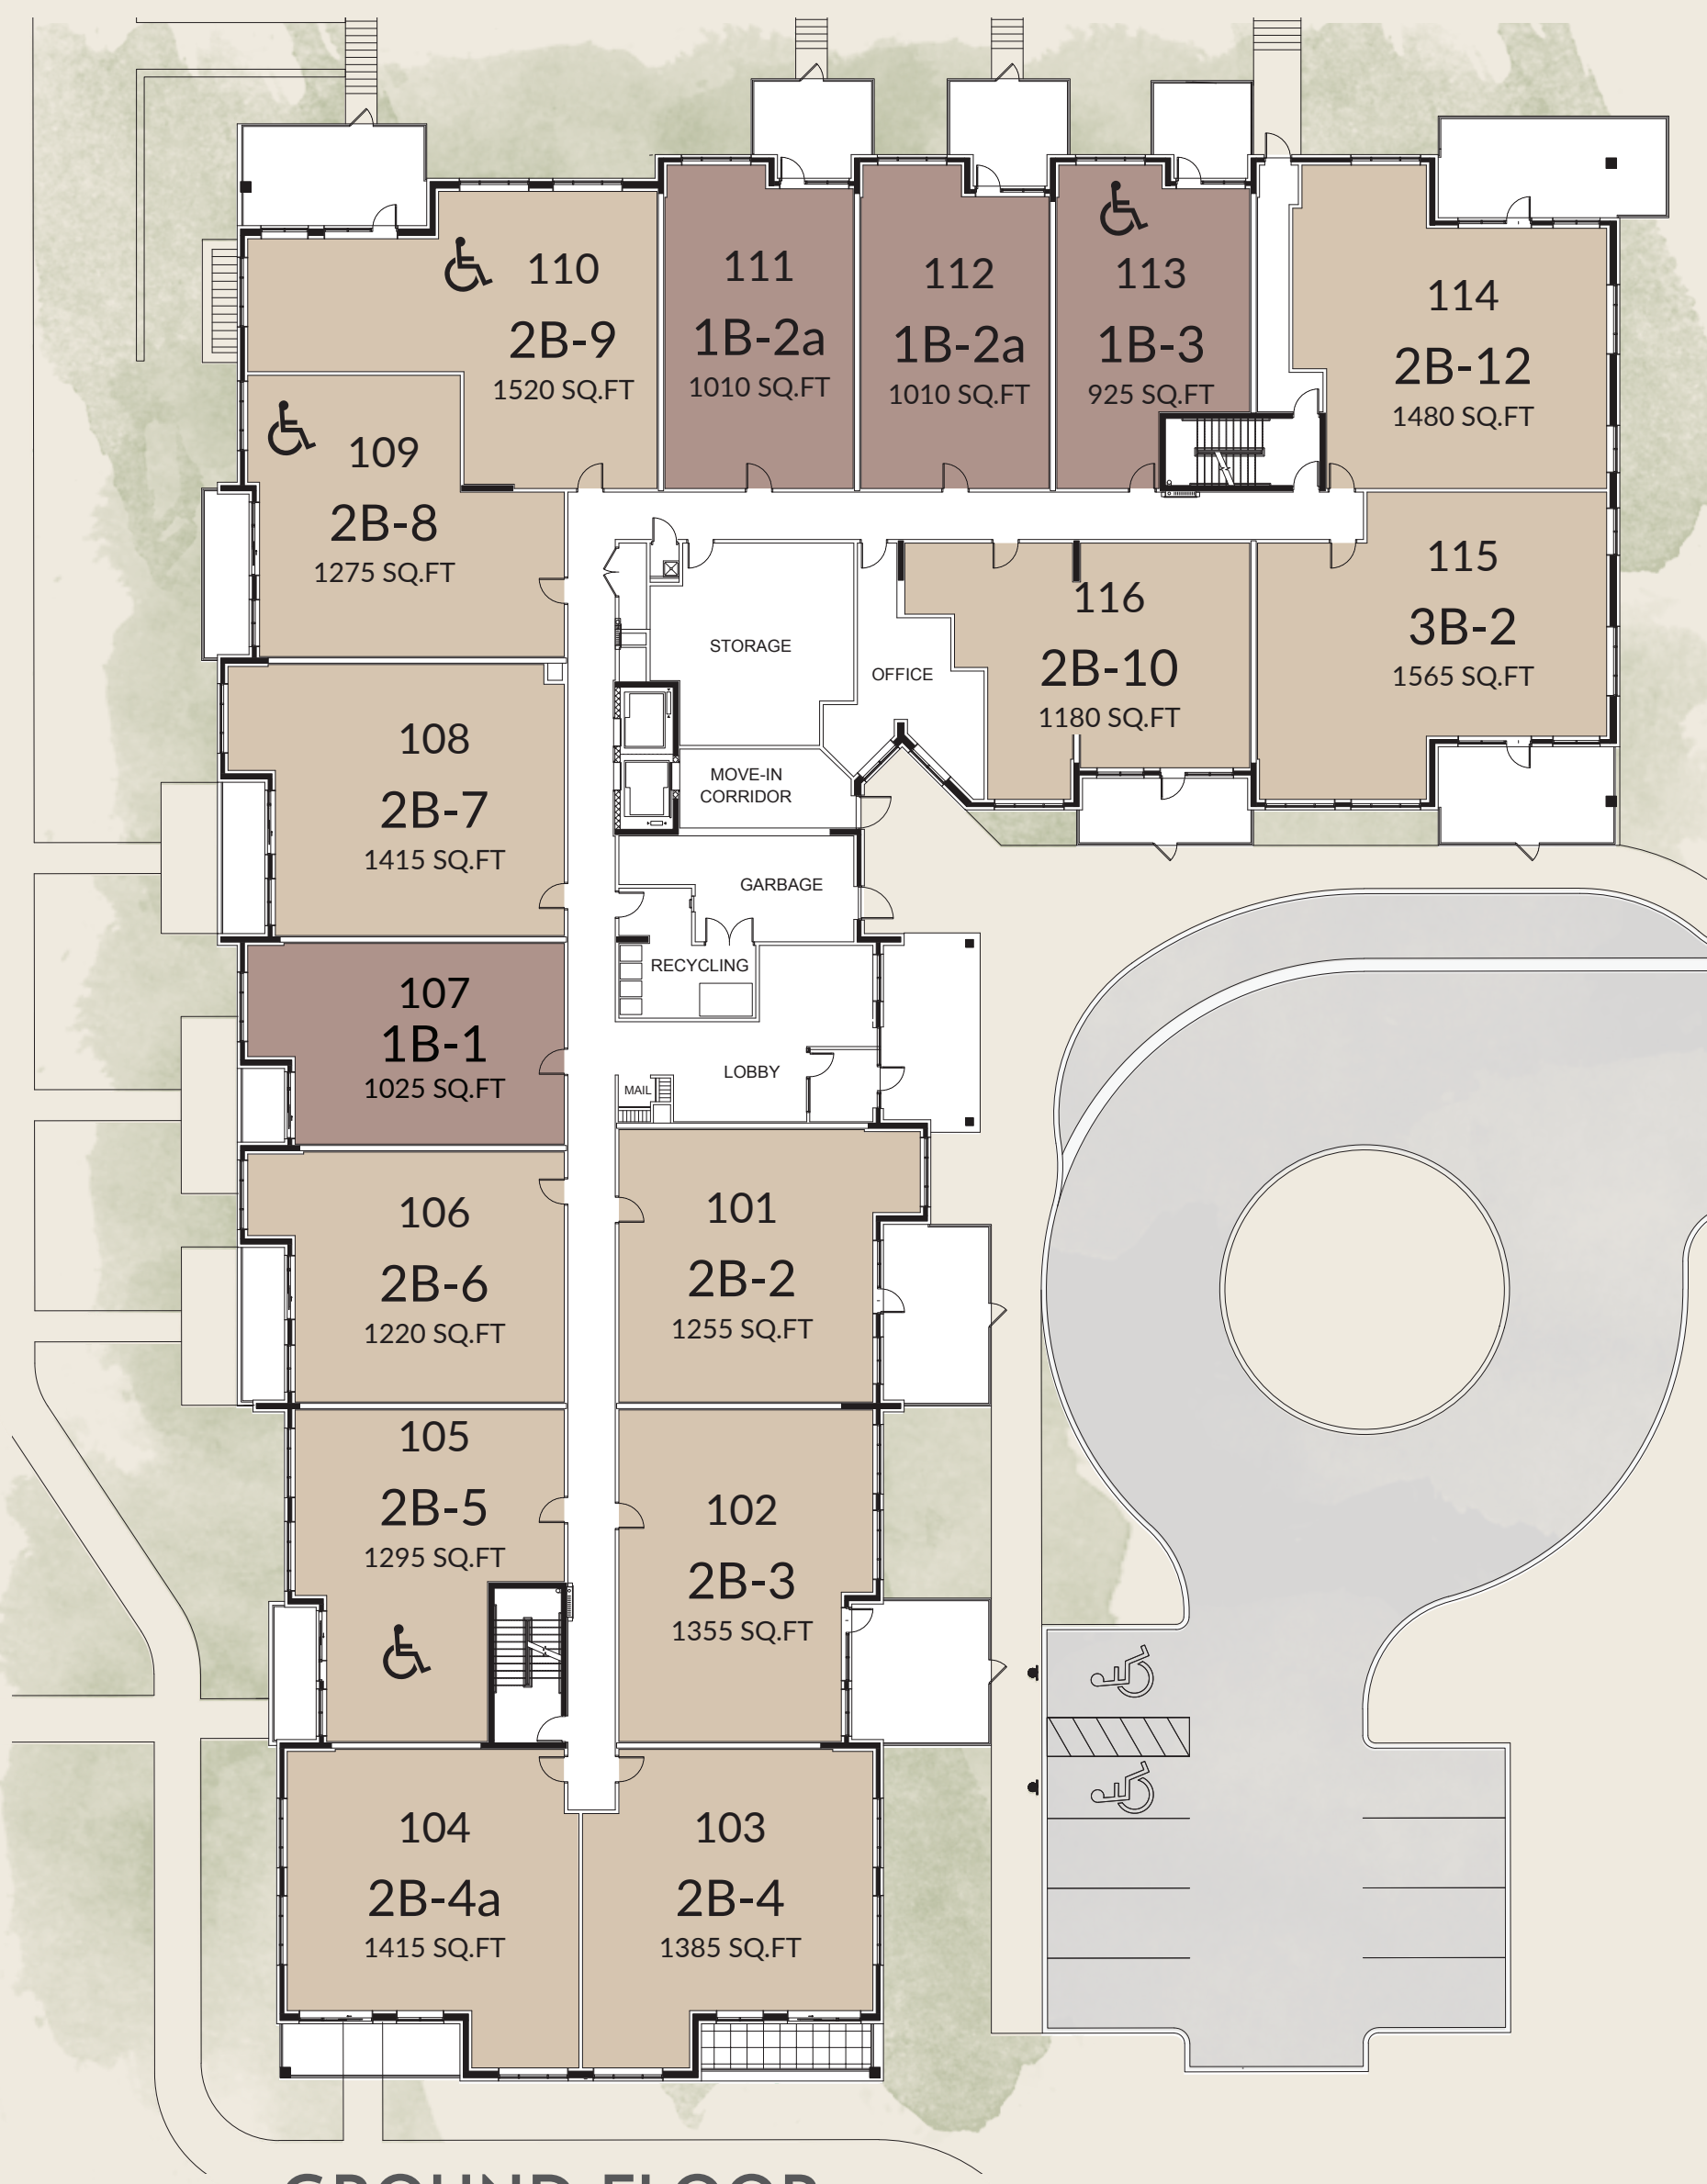 110
2B-9
1520 SQ.FT
111
1B-2a
1010 SQ.FT
112
1B-2a
1010 SQ.FT
113
1B-3
925 SQ.FT
114
2B-12
1480 SQ.FT
109
2B-8
1275 SQ.FT
115
3B-2
1565 SQ.FT
116
2B-10
1180 SQ.FT
STORAGE
OFFICE
108
2B-7
1415 SQ.FT
MOVE-IN
CORRIDOR
GARBAGE
RECYCLING
107
1B-1
1025 SQ.FT
LOBBY
MAIL
106
2B-6
1220 SQ.FT
101
2B-2
1255 SQ.FT
105
2B-5
1295 SQ.FT
102
2B-3
1355 SQ.FT
104
2B-4a
1415 SQ.FT
103
2B-4
1385 SQ.FT
GROUND FLOOR